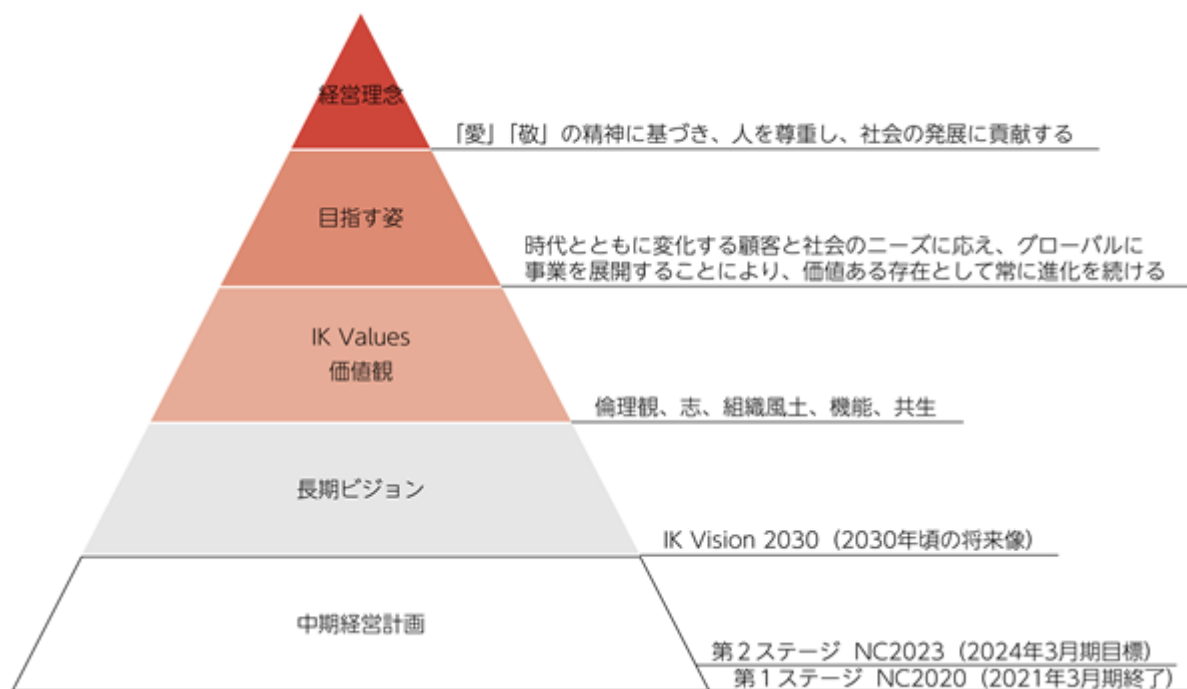 経営理念
「愛」「敬」の精神に基づき、人を尊重し、社会の発展に貢献する
目指す姿
時代とともに変化する顧客と社会のニーズに応え、グローバルに
事業を展開することにより、価値ある存在として常に進化を続ける
IK Values
価値観
倫理観、志、組織風土、機能、共生
長期ビジョン
IK Vision 2030（2030年頃の将来像）
中期経営計画
第２ステージ NC2023（2024年3月期目標）
第１ステージ NC2020（2021年3月期終了）